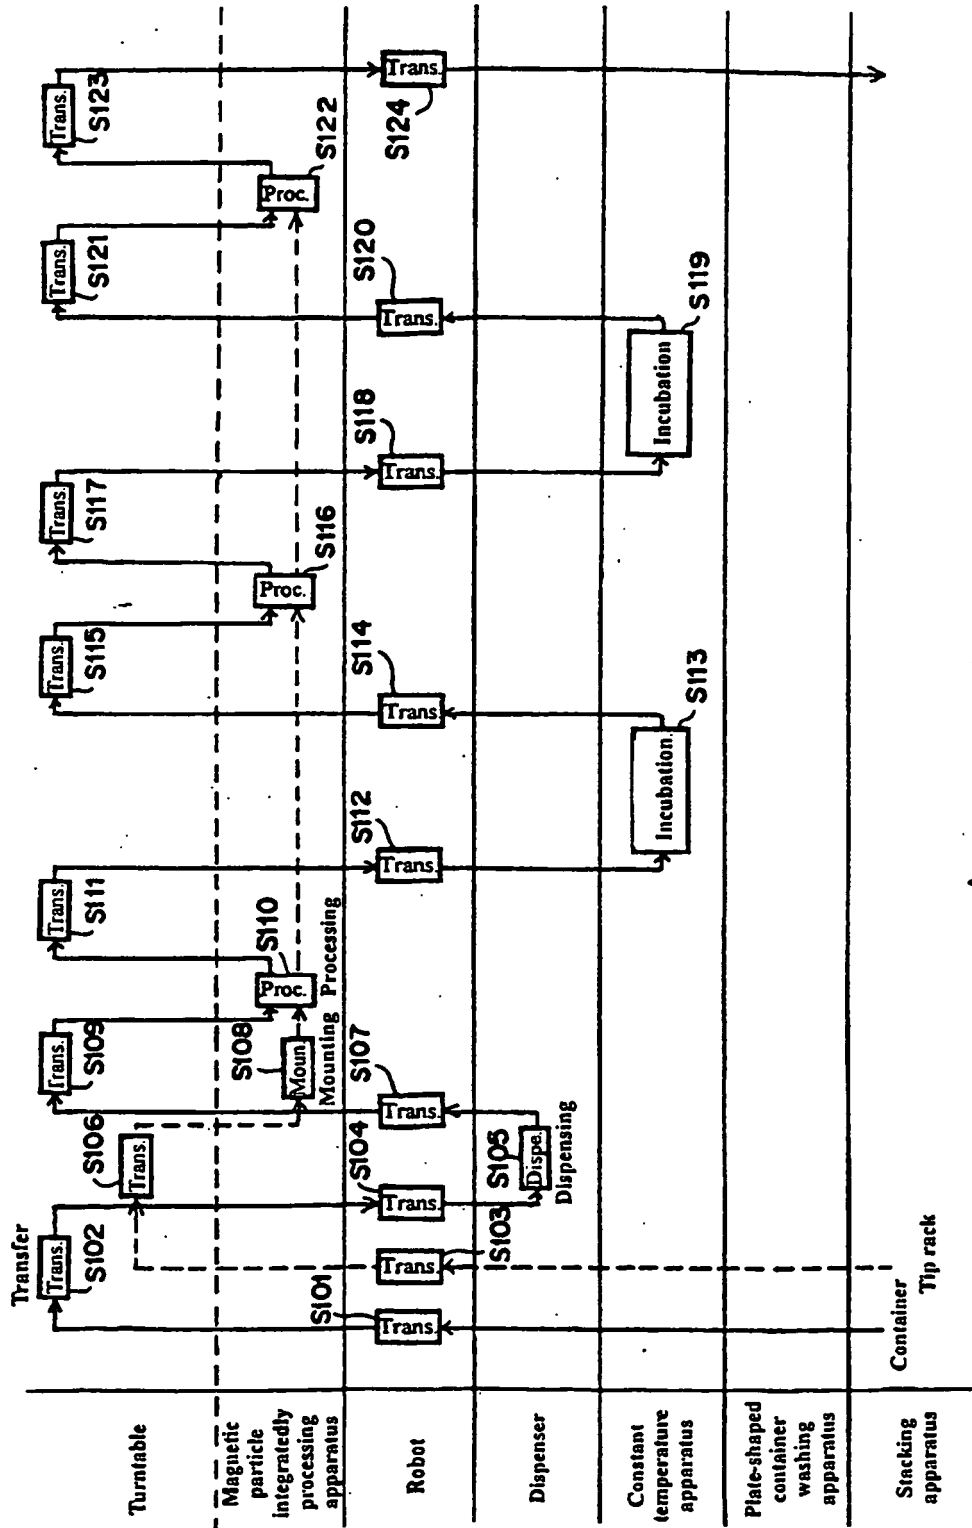 Turntable
Magnetic
particle
integratedly
processing
apparatus
Robot
Dispenser
Constant
temperature
apparatus
Plate-shaped
container
washing
apparatus
Stacking
apparatus
Container
Tip rack
Transfer
Trans.
S101
Trans.
S102
Trans.
S103
Trans.
S104
Dispe.
S105
Dispensing
Trans.
S106
Trans.
S107
Moun.
S108
Mounting
Trans.
S109
Proc.
S110
Processing
Trans.
S111
Trans.
S112
Incubation.
S113
Trans.
S114
Trans.
S115
Proc.
S116
Trans.
S117
Trans.
S118
Incubation
S119
Trans.
S120
Trans.
S121
Proc.
S122
Trans.
S123
Trans.
S124